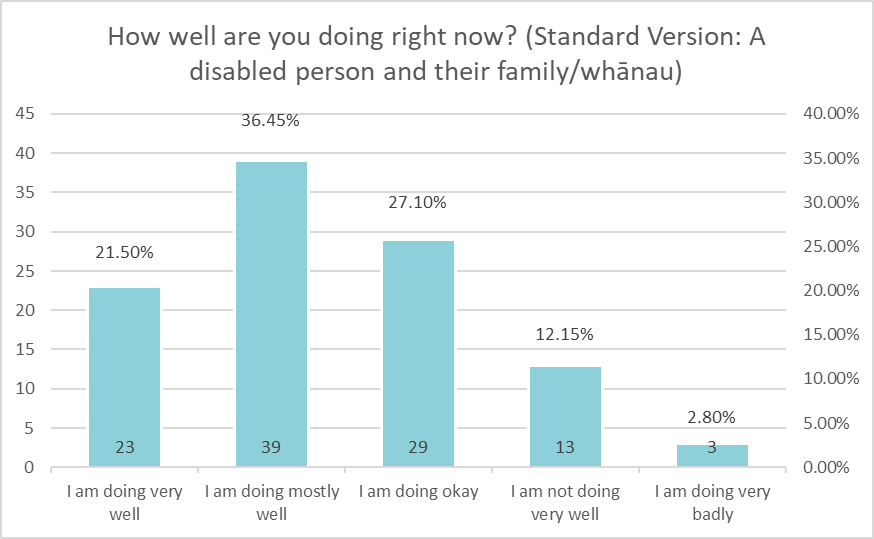 How well are you doing right now? (Standard Version: A
disabled person and their family/whānau)
45
40
35
30
25
20
15
10
5
0
40.00%
35.00%
30.00%
25.00%
20.00%
15.00%
10.00%
5.00%
0.00%
21.50%
36.45%
27.10%
12.15%
2.80%
23
39
29
13
3
I am doing very
well
I am doing mostly
well
I am doing okay
I am not doing
very well
I am doing very
badly